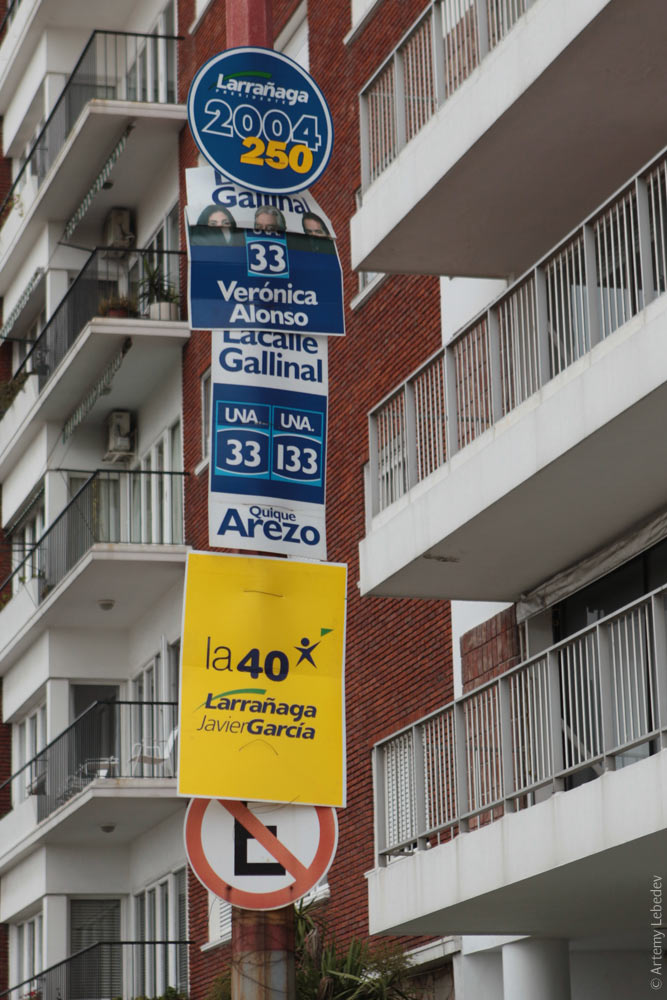 Larrañaga
PRESIDENTE
2004
250
Gallinal
33
Verónica
Alonso
Lacalle
Gallinal
UNA. UNA.
33 133
Quique
Arezo
la 40
Larrañaga
Javier García
E
© Artemy Lebedev